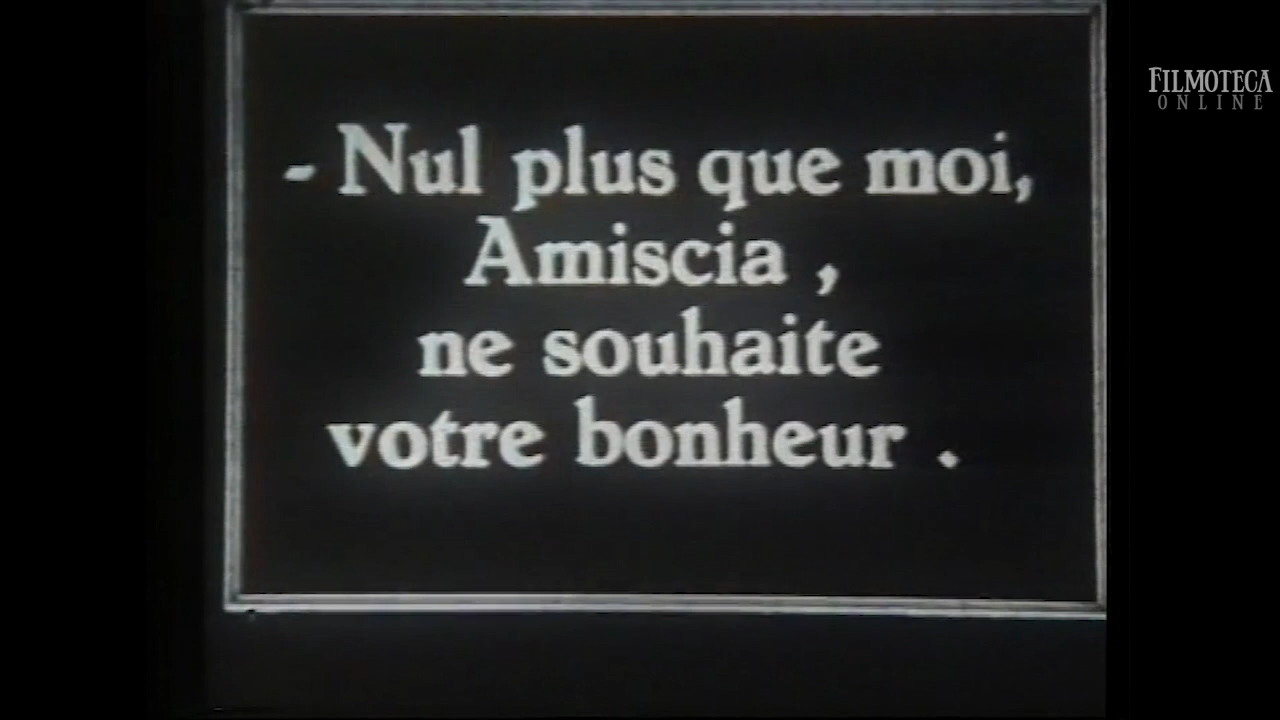 - Nul plus que moi,
Amiscia ,
ne souhaite
votre bonheur .
FILMOTECA
ONLINE